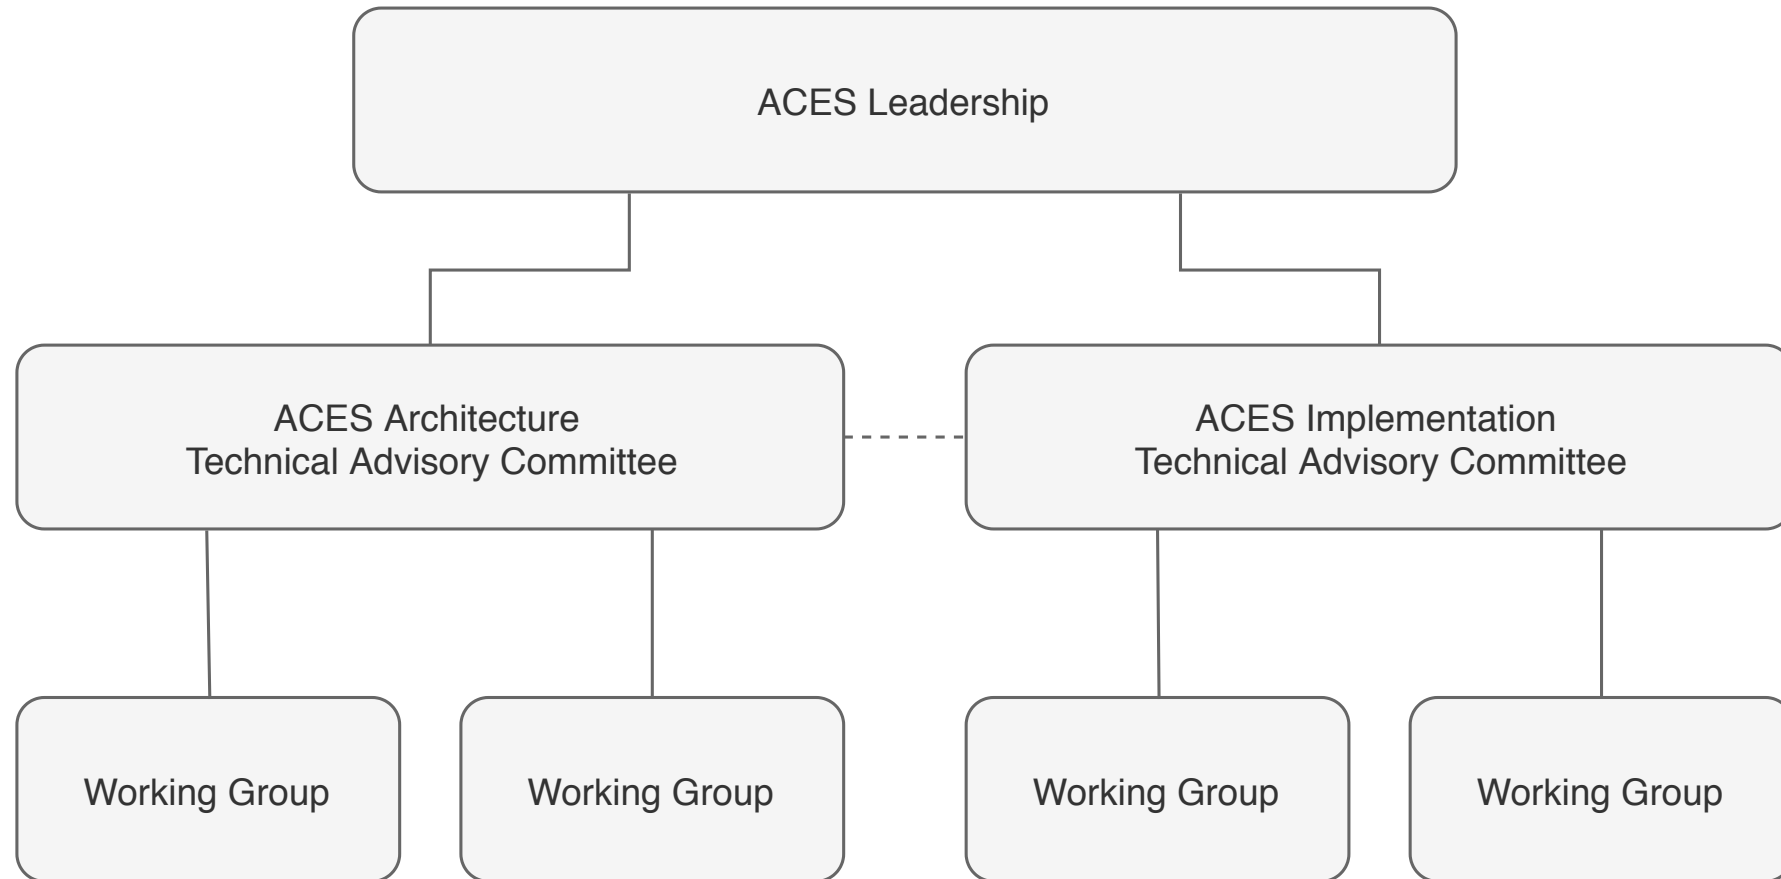 ACES Leadership
ACES Architecture
Technical Advisory Committee
ACES Implementation
Technical Advisory Committee
Working Group
Working Group
Working Group
Working Group